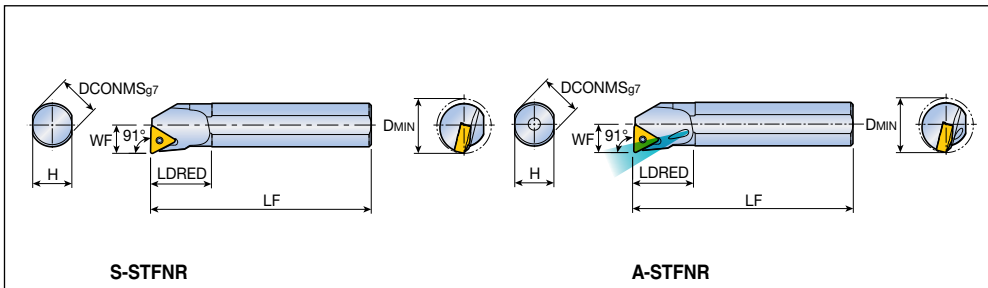 DCONMSg7
WF
91°
H
LDRED
LF
DMIN
S-STFNR
DCONMSg7
WF
91°
H
LDRED
LF
DMIN
A-STFNR